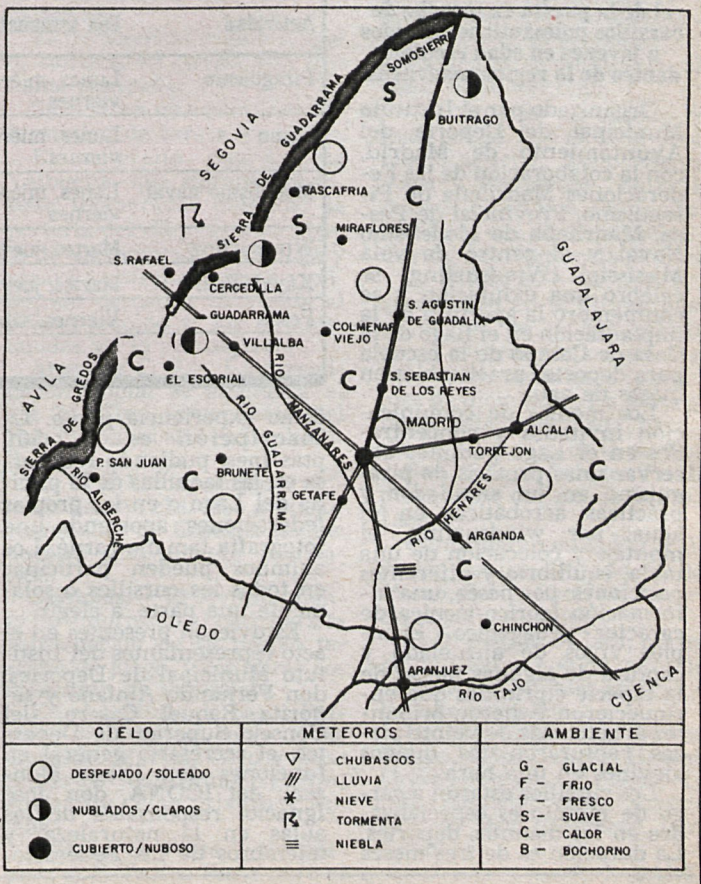 SOMOSIERRA
S
BUITRAGO
SEGOVIA
SIERRA DE GUADARRAMA
RASCAFRIA
C
S
MIRAFLORES
GUADALAJARA
S. RAFAEL
CERCEDILLA
GUADARRAMA
S. AGUSTIN
DE GUADALIX
COLMENAR
VIEJO
VILLALBA
AVILA
C
EL ESCORIAL
RIO MANZANARES
C
S. SEBASTIAN
DE LOS REYES
SIERRA DE GREDOS
RIO GUADARRAMA
MADRID
ALCALA
TORREJON
P. SAN JUAN
BRUNETE
C
RIO ALBERCHE
C
GETAFE
RIO HENARES
ARGANDA
C
TOLEDO
CHINCHON
ARANJUEZ
RIO TAJO
CUENCA
CIELO
DESPEJADO/SOLEADO
NUBLADOS/CLAROS
CUBIERTO/NUBOSO
METEOROS
CHUBASCOS
LLUVIA
NIEVE
TORMENTA
NIEBLA
AMBIENTE
G - GLACIAL
F - FRIO
f - FRESCO
S - SUAVE
C - CALOR
B - BOCHORNO